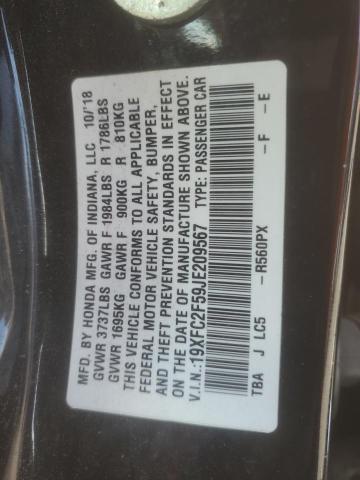 MFD. BY HONDA MFG. OF INDIANA, LLC 10/'18
GVWR 3737LBS GAWR F 1984LBS R 1786LBS
GVWR 1695KG GAWR F 900KG R 810KG
THIS VEHICLE CONFORMS TO ALL APPLICABLE
FEDERAL MOTOR VEHICLE SAFETY, BUMPER,
AND THEFT PREVENTION STANDARDS IN EFFECT
ON THE DATE OF MANUFACTURE SHOWN ABOVE.
V.I.N.:19XFC2F59JE209567 TYPE: PASSENGER CAR
TBA J LC5 -R560PX -F -E